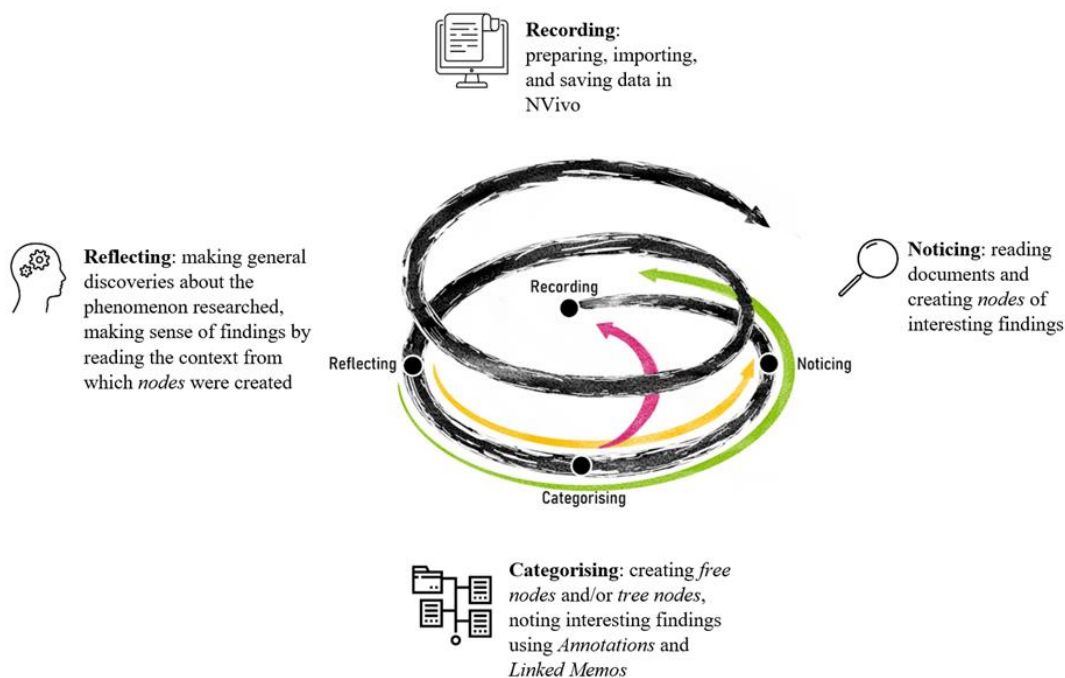 Recording:
preparing, importing,
and saving data in
NVivo
Reflecting: making general
discoveries about the
phenomenon researched,
making sense of findings by
reading the context from
which nodes were created
Recording
Reflecting
Noticing
Categorising
Noticing: reading
documents and
creating nodes of
interesting findings
Categorising: creating free
nodes and/or tree nodes,
noting interesting findings
using Annotations and
Linked Memos